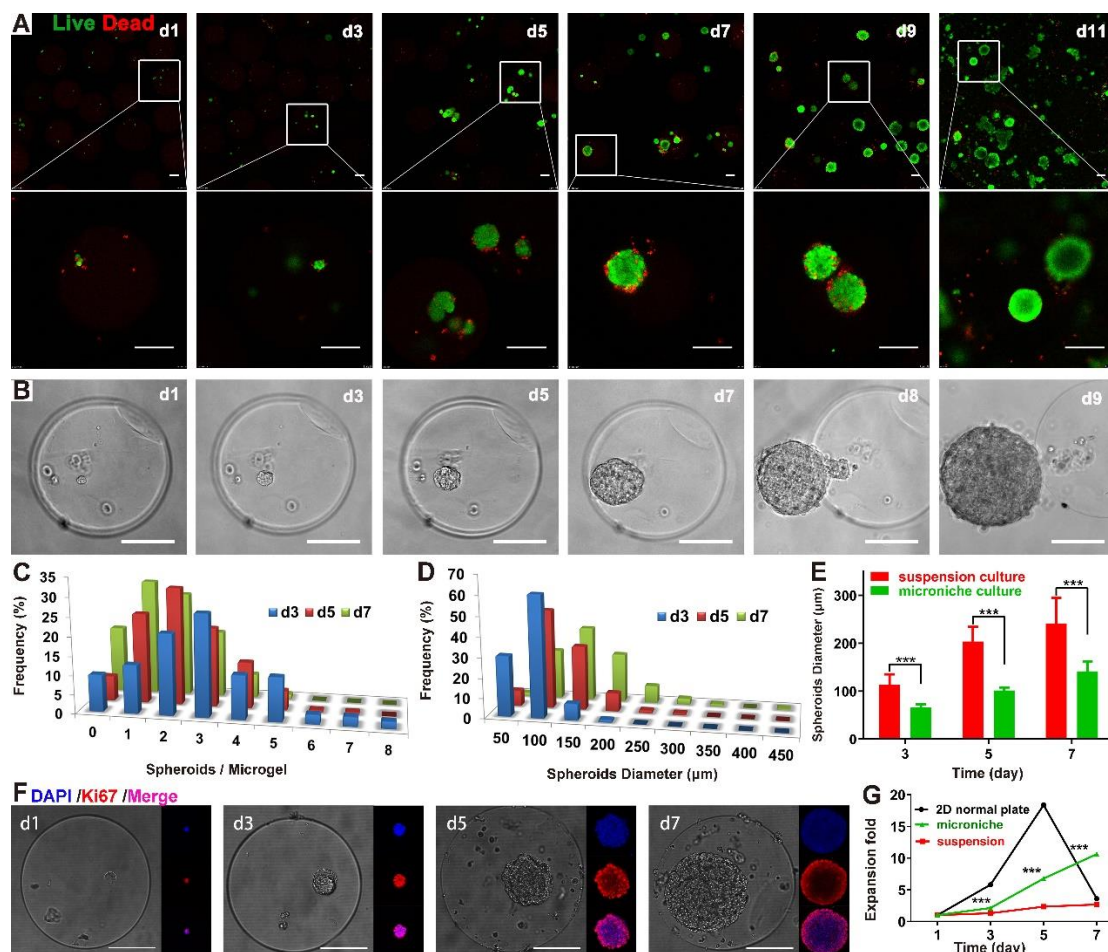 A
Live Dead
d1
d3
d5
d7
d9
d11
B
d1
d3
d5
d7
d8
d9
C
Frequency (%)
35
30
25
20
15
10
5
0
d3 d5 d7
0 1 2 3 4 5 6 7 8
Spheroids / Microgel
D
Frequency (%)
70
60
50
40
30
20
10
0
d3 d5 d7
50 100 150 200 250 300 350 400 450
Spheroids Diameter (µm)
E
suspension culture
microniche culture
Spheroids Diameter (µm)
300
200
100
0
***
***
***
3 5 7
Time (day)
F
DAPI /Ki67 /Merge
d1
d3
d5
d7
G
Expansion fold
20
15
10
5
0
2D normal plate
microniche
suspension
***
***
***
1 3 5 7
Time (day)